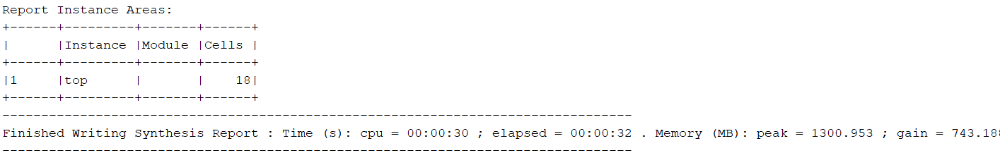 Report Instance Areas:
+------+---------+-------+------+
|      |Instance |Module |Cells |
+------+---------+-------+------+
|1     |top      |       |    18|
+------+---------+-------+------+
---------------------------------------------------------------------------------
Finished Writing Synthesis Report : Time (s): cpu = 00:00:30 ; elapsed = 00:00:32 . Memory (MB): peak = 1300.953 ; gain = 743.18
---------------------------------------------------------------------------------